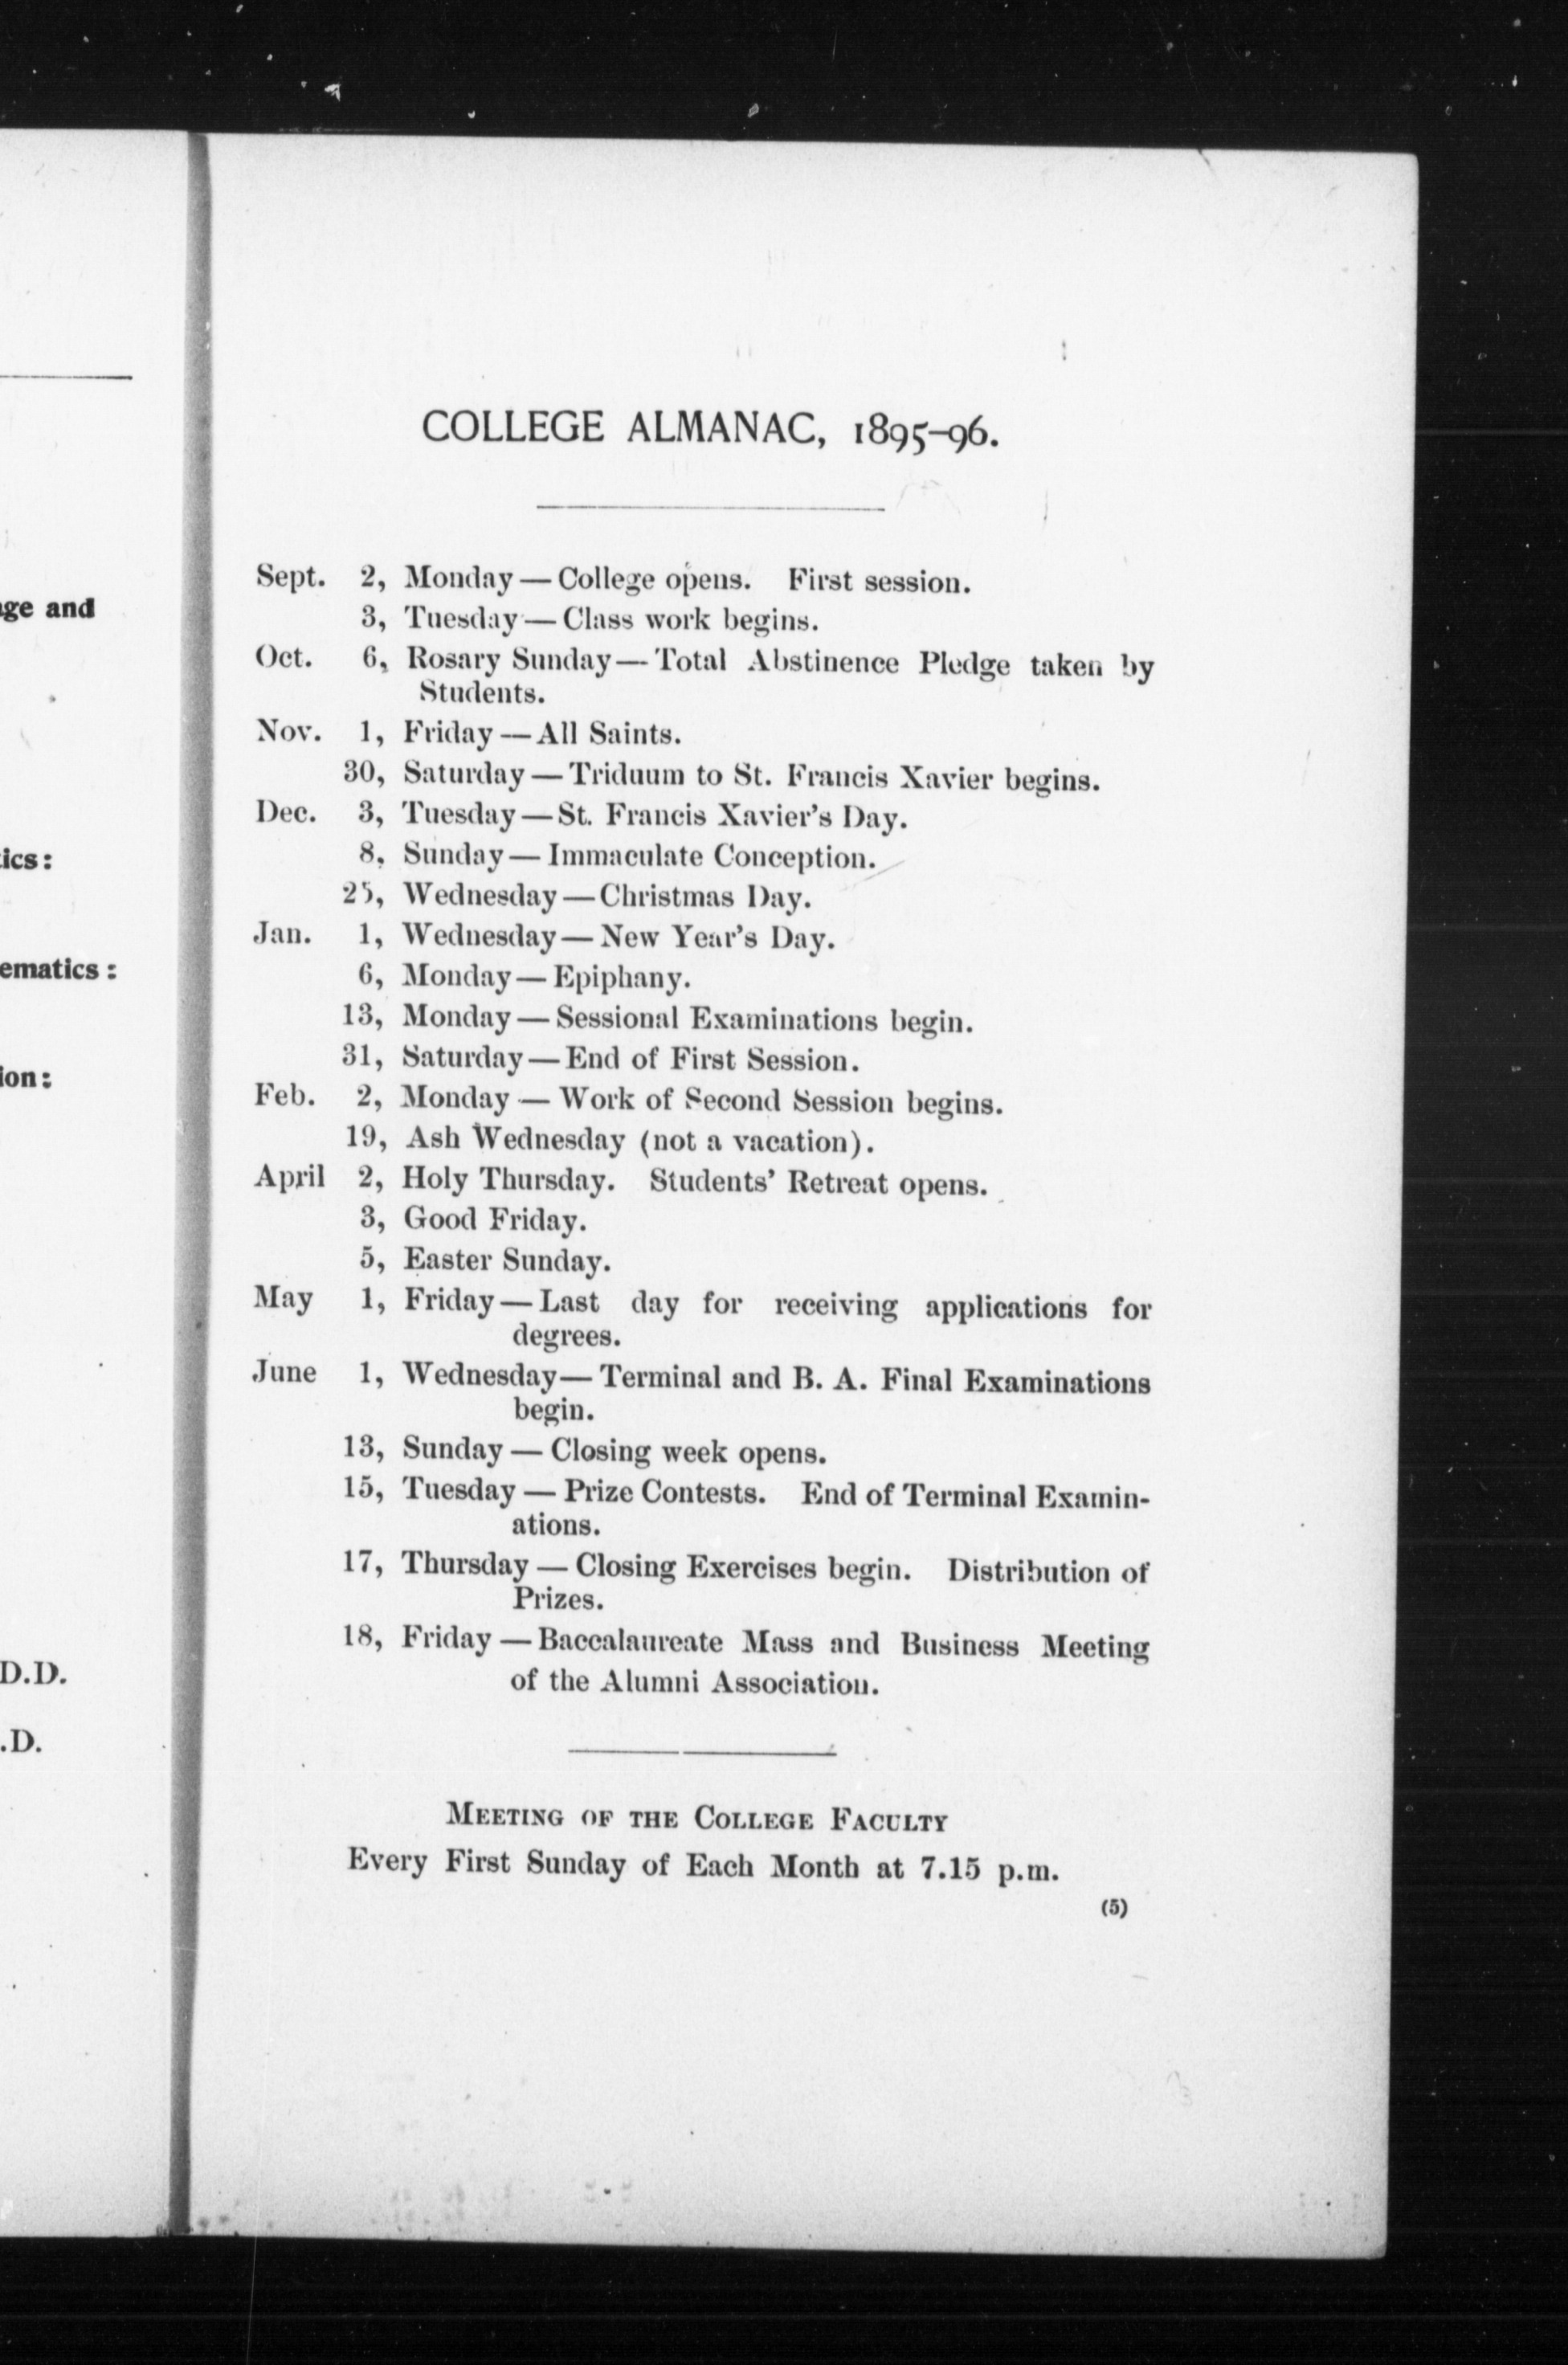 age and
ics:
ematics:
ion:
D.D.
.D.
COLLEGE ALMANAC, 1895-96.
Sept. 2, Monday—College opens. First session.
3, Tuesday—Class work begins.
Oct. 6, Rosary Sunday—Total Abstinence Pledge taken by
Students.
Nov. 1, Friday—All Saints.
30, Saturday—Triduum to St. Francis Xavier begins.
Dec. 3, Tuesday—St. Francis Xavier's Day.
8, Sunday—Immaculate Conception.
25, Wednesday—Christmas Day.
Jan. 1, Wednesday—New Year's Day.
6, Monday—Epiphany.
13, Monday—Sessional Examinations begin.
31, Saturday—End of First Session.
Feb. 2, Monday—Work of Second Session begins.
19, Ash Wednesday (not a vacation).
April 2, Holy Thursday. Students' Retreat opens.
3, Good Friday.
5, Easter Sunday.
May 1, Friday—Last day for receiving applications for
degrees.
June 1, Wednesday—Terminal and B. A. Final Examinations
begin.
13, Sunday—Closing week opens.
15, Tuesday—Prize Contests. End of Terminal Examin-
ations.
17, Thursday—Closing Exercises begin. Distribution of
Prizes.
18, Friday—Baccalaureate Mass and Business Meeting
of the Alumni Association.
MEETING OF THE COLLEGE FACULTY
Every First Sunday of Each Month at 7.15 p.m.
(5)